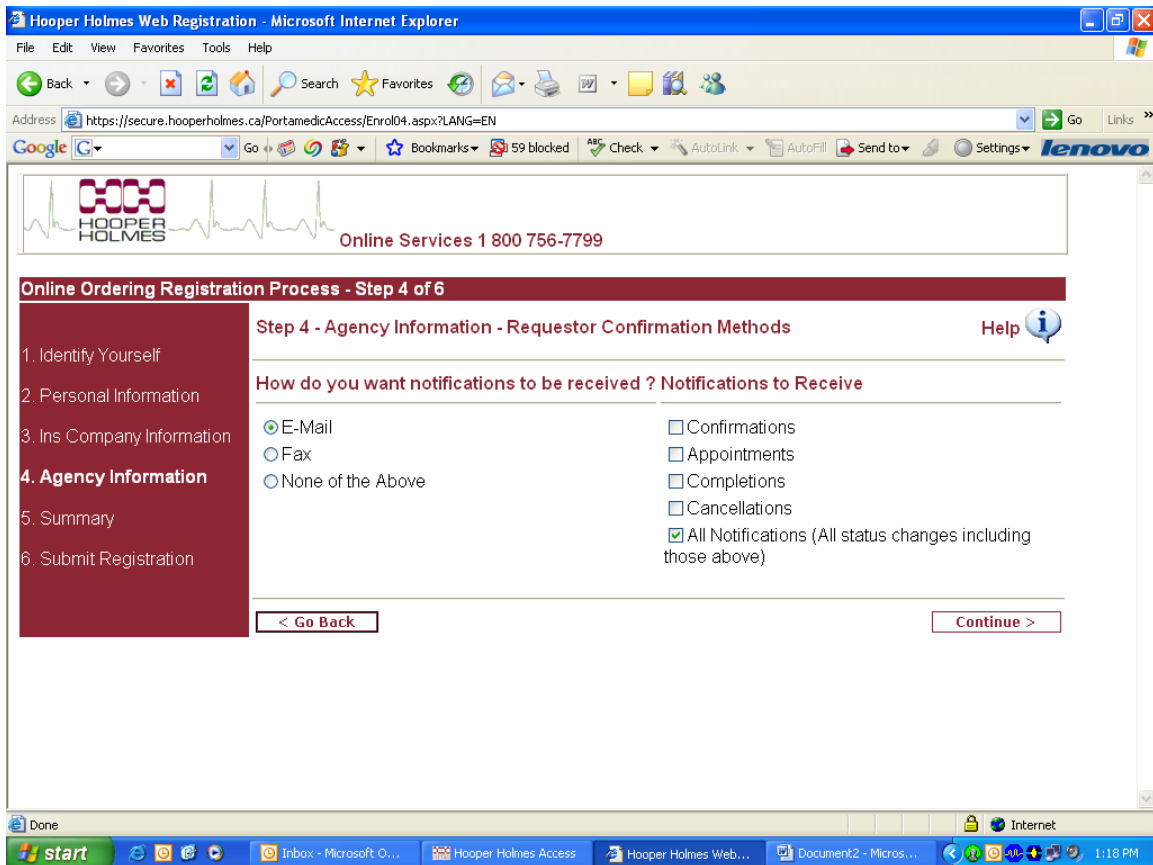 Hooper Holmes Web Registration - Microsoft Internet Explorer
File Edit View Favorites Tools Help
Back Search Favorites
Address https://secure.hooperholmes.ca/PortamedicAccess/Enrol04.aspx?LANG=EN Go Links »
Google G Go Bookmarks 59 blocked ABC Check AutoLink AutoFill Send to Settings lenovo
HOOPER
HOLMES
Online Services 1 800 756-7799
Online Ordering Registration Process - Step 4 of 6
1. Identify Yourself
2. Personal Information
3. Ins Company Information
4. Agency Information
5. Summary
6. Submit Registration
Step 4 - Agency Information - Requestor Confirmation Methods Help i
How do you want notifications to be received ? Notifications to Receive
E-Mail
Fax
None of the Above
Confirmations
Appointments
Completions
Cancellations
All Notifications (All status changes including
those above)
< Go Back Continue >
Done Internet
start Inbox - Microsoft O... Hooper Holmes Access Hooper Holmes Web... Document2 - Micros... 1:18 PM